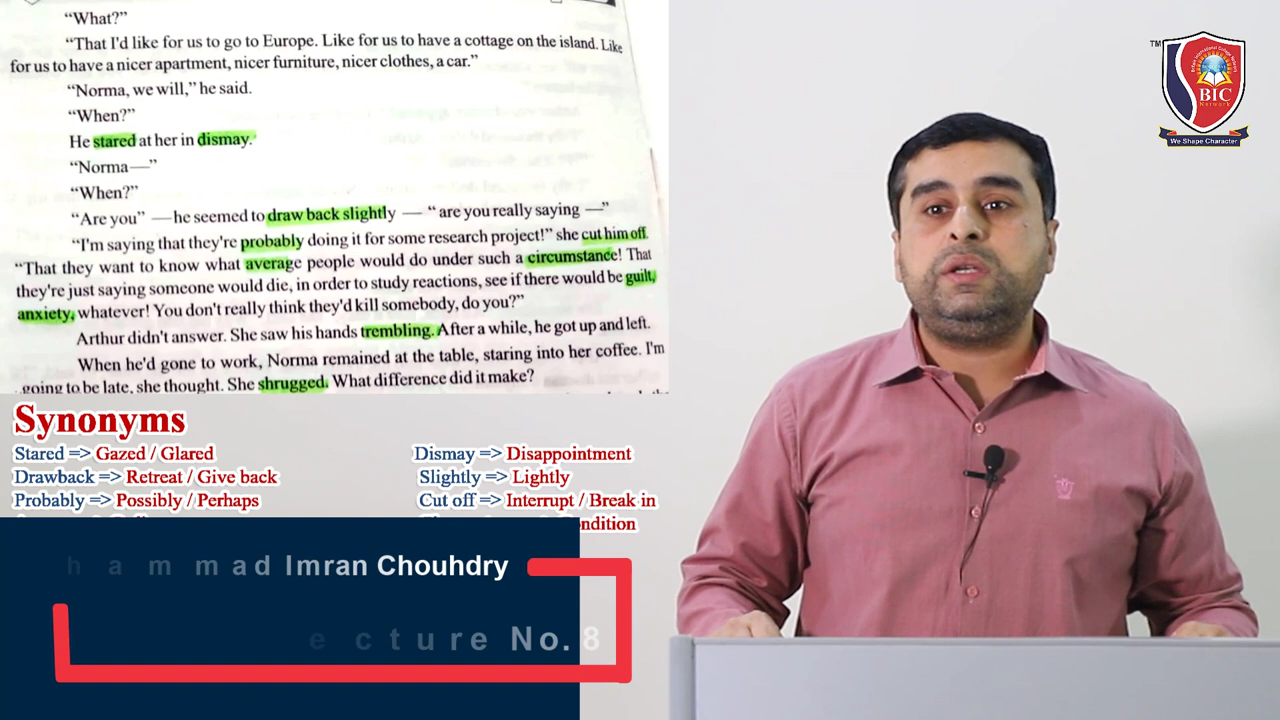 “What?”
“That I'd like for us to go to Europe. Like for us to have a cottage on the island. Like
for us to have a nicer apartment, nicer furniture, nicer clothes, a car.”
“Norma, we will,” he said.
“When?”
He stared at her in dismay.
“Norma—”
“When?”
“Are you” — he seemed to draw back slightly — “ are you really saying —”
“I'm saying that they're probably doing it for some research project!” she cut him off.
“That they want to know what average people would do under such a circumstance! That
they're just saying someone would die, in order to study reactions, see if there would be guilt,
anxiety, whatever! You don't really think they'd kill somebody, do you?”
Arthur didn't answer. She saw his hands trembling. After a while, he got up and left.
When he'd gone to work, Norma remained at the table, staring into her coffee. I'm
going to be late, she thought. She shrugged. What difference did it make?
Synonyms
Stared => Gazed / Glared
Dismay => Disappointment
Drawback => Retreat / Give back
Slightly => Lightly
Probably => Possibly / Perhaps
Cut off => Interrupt / Break in
ndition
hammad Imran Chouhdry
ecture No. 8
TM
BIC
Network
We Shape Character